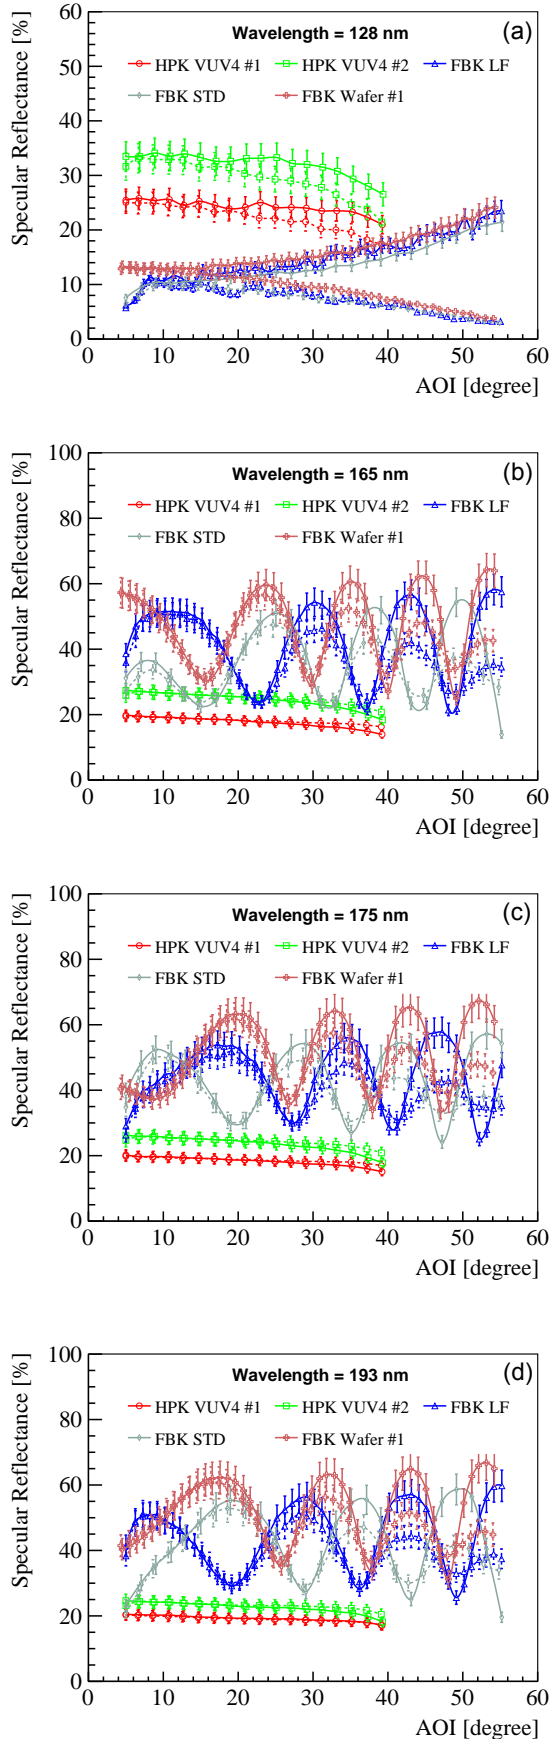 (a)
Wavelength = 128 nm
HPK VUV4 #1 HPK VUV4 #2 FBK LF
FBK STD FBK Wafer #1
Specular Reflectance [%]
60
50
40
30
20
10
0
0 10 20 30 40 50 60
AOI [degree]
(b)
Wavelength = 165 nm
HPK VUV4 #1 HPK VUV4 #2 FBK LF
FBK STD FBK Wafer #1
Specular Reflectance [%]
100
80
60
40
20
0
0 10 20 30 40 50 60
AOI [degree]
(c)
Wavelength = 175 nm
HPK VUV4 #1 HPK VUV4 #2 FBK LF
FBK STD FBK Wafer #1
Specular Reflectance [%]
100
80
60
40
20
0
0 10 20 30 40 50 60
AOI [degree]
(d)
Wavelength = 193 nm
HPK VUV4 #1 HPK VUV4 #2 FBK LF
FBK STD FBK Wafer #1
Specular Reflectance [%]
100
80
60
40
20
0
0 10 20 30 40 50 60
AOI [degree]